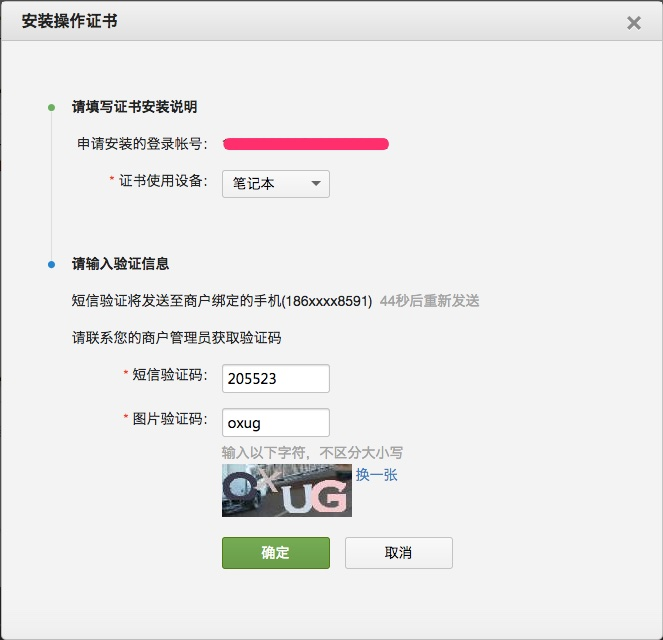 安装操作证书
请填写证书安装说明
申请安装的登录帐号：
* 证书使用设备： 笔记本
请输入验证信息
短信验证将发送至商户绑定的手机(186xxxx8591) 44秒后重新发送
请联系您的商户管理员获取验证码
* 短信验证码： 205523
* 图片验证码： oxug
输入以下字符，不区分大小写
OXUG 换一张
确定 取消